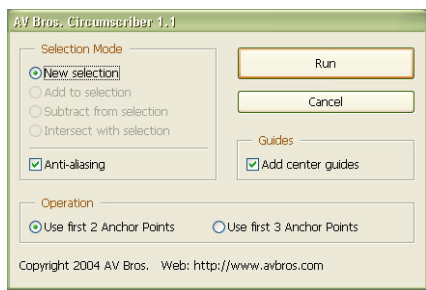 AV Bros. Circumscriber 1.1
Selection Mode
New selection
Add to selection
Subtract from selection
Intersect with selection
Anti-aliasing
Run
Cancel
Guides
Add center guides
Operation
Use first 2 Anchor Points
Use first 3 Anchor Points
Copyright 2004 AV Bros. Web: http://www.avbros.com